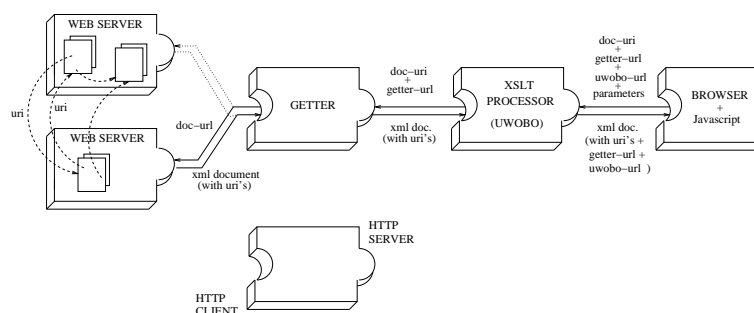 WEB SERVER
uri
uri
WEB SERVER
doc-url
xml document
(with uri's)
GETTER
doc-uri
+
getter-url
xml doc.
(with uri's)
XSLT
PROCESSOR
(UWOBO)
doc-uri
+
getter-url
+
uwobo-url
+
parameters
xml doc.
(with uri's +
getter-url +
uwobo-url )
BROWSER
+
Javascript
HTTP
SERVER
HTTP
CLIENT